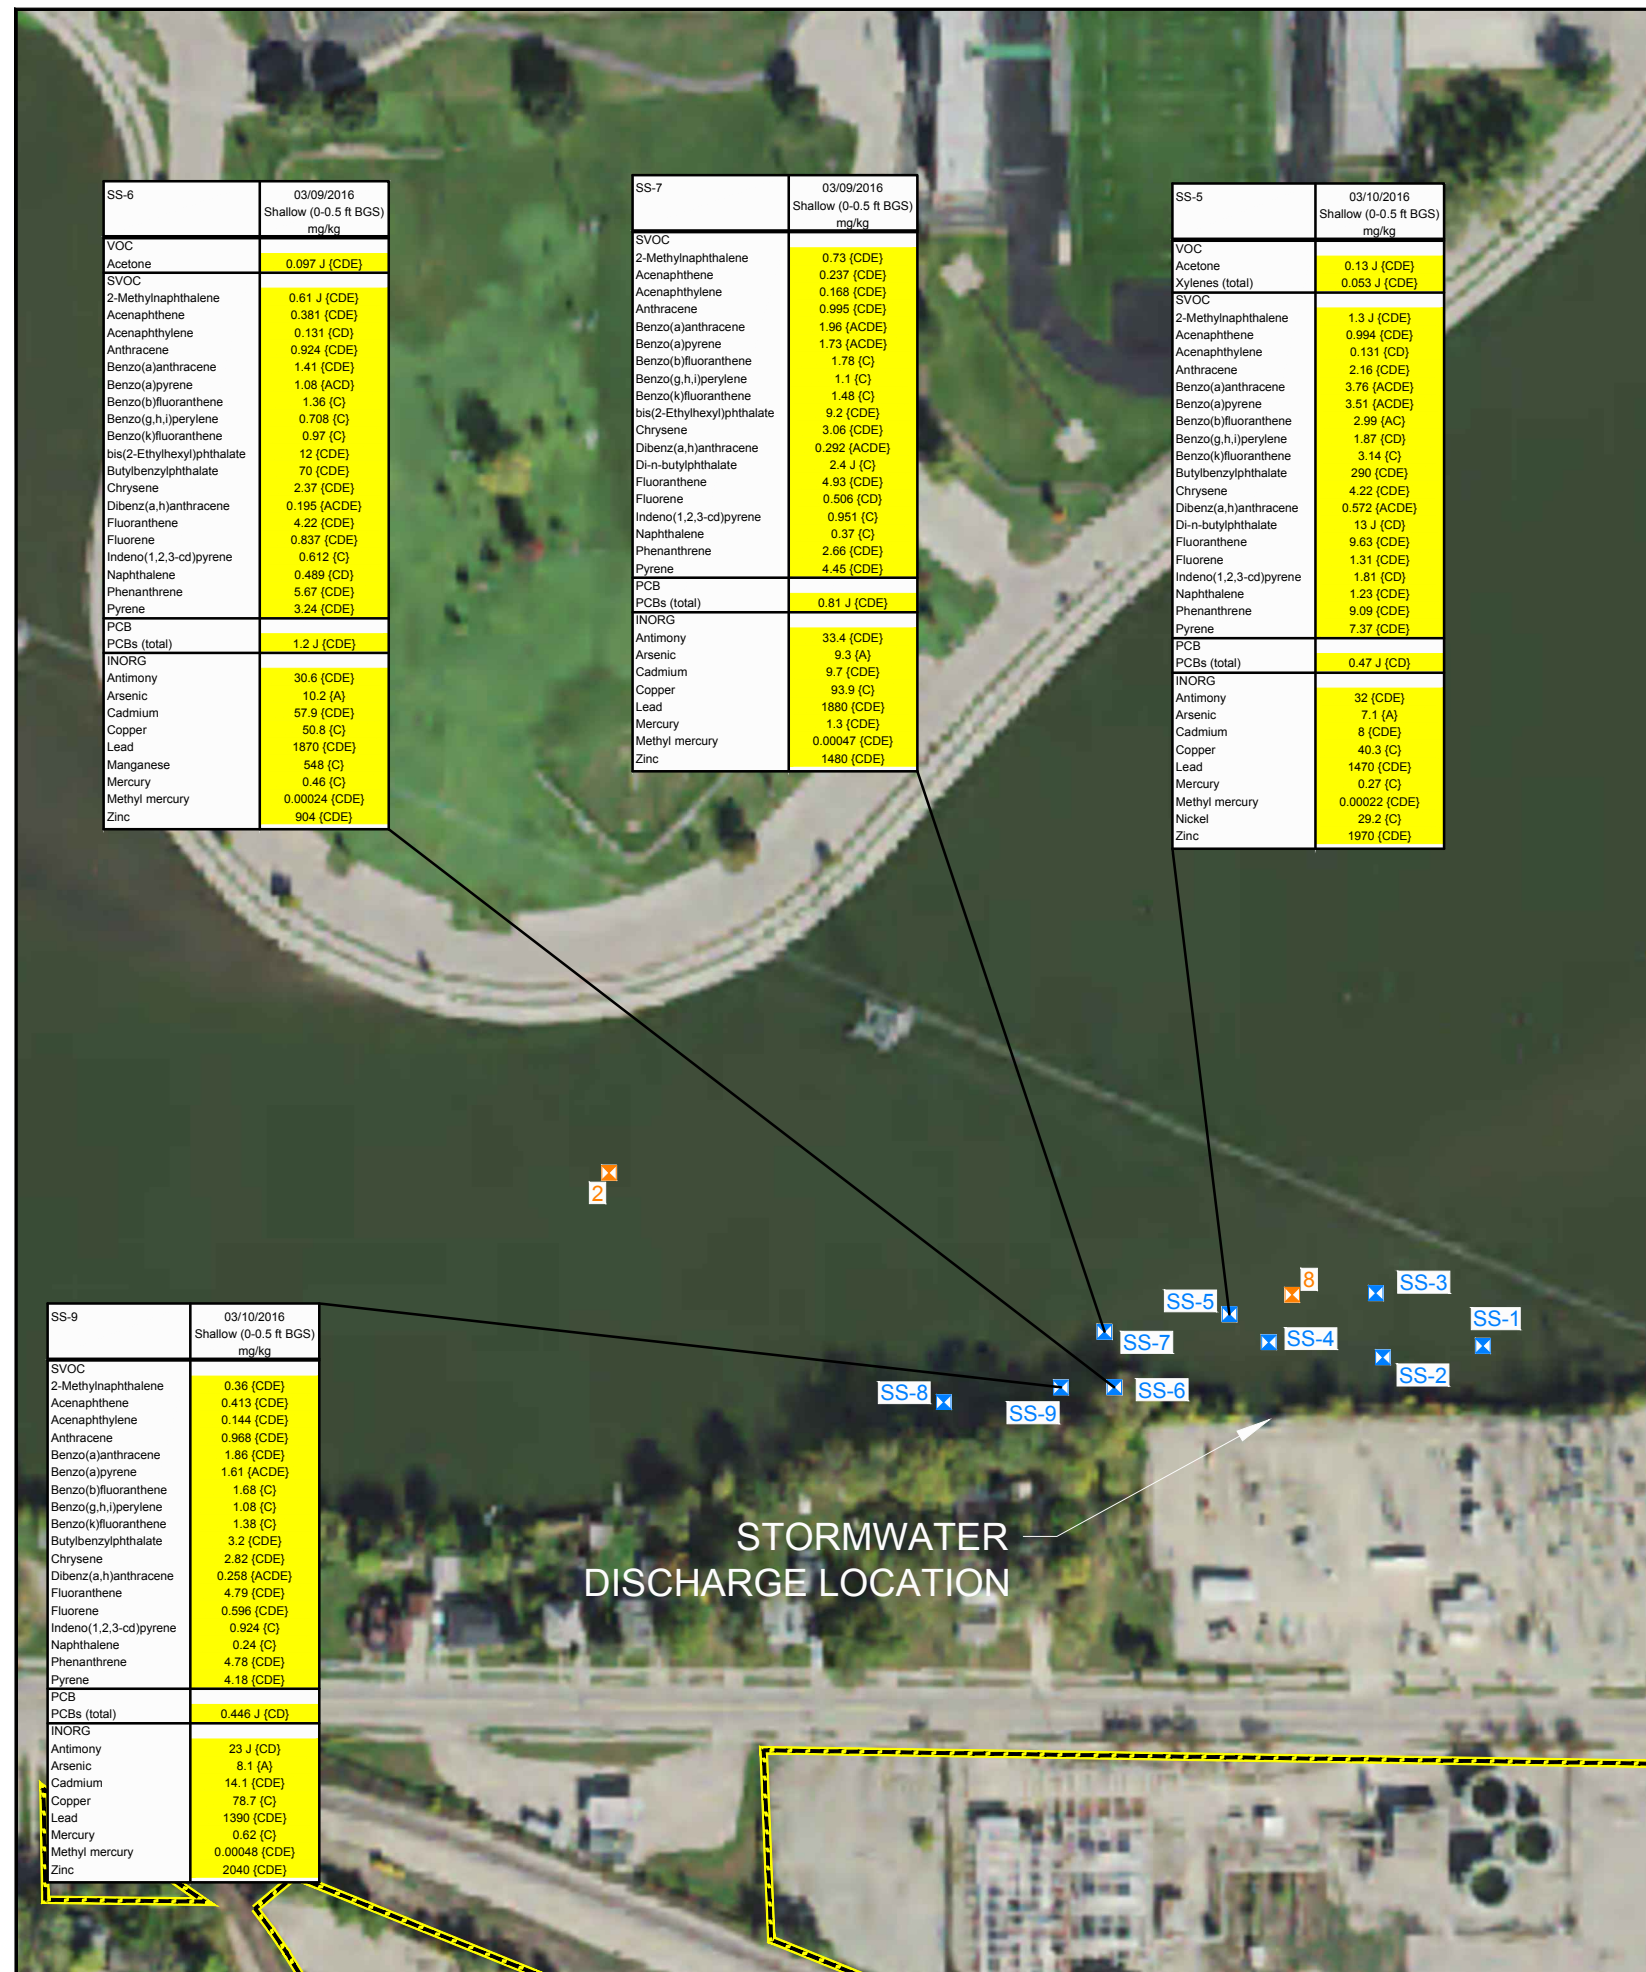 SS-6 03/09/2016
Shallow (0-0.5 ft BGS)
mg/kg
VOC
Acetone 0.097 J {CDE}
SVOC
2-Methylnaphthalene 0.61 J {CDE}
Acenaphthene 0.381 {CDE}
Acenaphthylene 0.131 {CD}
Anthracene 0.924 {CDE}
Benzo(a)anthracene 1.41 {CDE}
Benzo(a)pyrene 1.08 {ACD}
Benzo(b)fluoranthene 1.36 {C}
Benzo(g,h,i)perylene 0.708 {C}
Benzo(k)fluoranthene 0.97 {C}
bis(2-Ethylhexyl)phthalate 12 {CDE}
Butylbenzylphthalate 70 {CDE}
Chrysene 2.37 {CDE}
Dibenz(a,h)anthracene 0.195 {ACDE}
Fluoranthene 4.22 {CDE}
Fluorene 0.837 {CDE}
Indeno(1,2,3-cd)pyrene 0.612 {C}
Naphthalene 0.489 {CD}
Phenanthrene 5.67 {CDE}
Pyrene 3.24 {CDE}
PCB
PCBs (total) 1.2 J {CDE}
INORG
Antimony 30.6 {CDE}
Arsenic 10.2 {A}
Cadmium 57.9 {CDE}
Copper 50.8 {C}
Lead 1870 {CDE}
Manganese 548 {C}
Mercury 0.46 {C}
Methyl mercury 0.00024 {CDE}
Zinc 904 {CDE}
SS-7 03/09/2016
Shallow (0-0.5 ft BGS)
mg/kg
SVOC
2-Methylnaphthalene 0.73 {CDE}
Acenaphthene 0.237 {CDE}
Acenaphthylene 0.168 {CDE}
Anthracene 0.995 {CDE}
Benzo(a)anthracene 1.96 {ACDE}
Benzo(a)pyrene 1.73 {ACDE}
Benzo(b)fluoranthene 1.78 {C}
Benzo(g,h,i)perylene 1.1 {C}
Benzo(k)fluoranthene 1.48 {C}
bis(2-Ethylhexyl)phthalate 9.2 {CDE}
Chrysene 3.06 {CDE}
Dibenz(a,h)anthracene 0.292 {ACDE}
Di-n-butylphthalate 2.4 J {C}
Fluoranthene 4.93 {CDE}
Fluorene 0.506 {CD}
Indeno(1,2,3-cd)pyrene 0.951 {C}
Naphthalene 0.37 {C}
Phenanthrene 2.66 {CDE}
Pyrene 4.45 {CDE}
PCB
PCBs (total) 0.81 J {CDE}
INORG
Antimony 33.4 {CDE}
Arsenic 9.3 {A}
Cadmium 9.7 {CDE}
Copper 93.9 {C}
Lead 1880 {CDE}
Mercury 1.3 {CDE}
Methyl mercury 0.00047 {CDE}
Zinc 1480 {CDE}
SS-5 03/10/2016
Shallow (0-0.5 ft BGS)
mg/kg
VOC
Acetone 0.13 J {CDE}
Xylenes (total) 0.053 J {CDE}
SVOC
2-Methylnaphthalene 1.3 J {CDE}
Acenaphthene 0.994 {CDE}
Acenaphthylene 0.131 {CD}
Anthracene 2.16 {CDE}
Benzo(a)anthracene 3.76 {ACDE}
Benzo(a)pyrene 3.51 {ACDE}
Benzo(b)fluoranthene 2.99 {AC}
Benzo(g,h,i)perylene 1.87 {CD}
Benzo(k)fluoranthene 3.14 {C}
Butylbenzylphthalate 290 {CDE}
Chrysene 4.22 {CDE}
Dibenz(a,h)anthracene 0.572 {ACDE}
Di-n-butylphthalate 13 J {CD}
Fluoranthene 9.63 {CDE}
Fluorene 1.31 {CDE}
Indeno(1,2,3-cd)pyrene 1.81 {CD}
Naphthalene 1.23 {CDE}
Phenanthrene 9.09 {CDE}
Pyrene 7.37 {CDE}
PCB
PCBs (total) 0.47 J {CD}
INORG
Antimony 32 {CDE}
Arsenic 7.1 {A}
Cadmium 8 {CDE}
Copper 40.3 {C}
Lead 1470 {CDE}
Mercury 0.27 {C}
Methyl mercury 0.00022 {CDE}
Nickel 29.2 {C}
Zinc 1970 {CDE}
2
8
SS-3
SS-5
SS-1
SS-7
SS-4
SS-2
SS-8
SS-9
SS-6
STORMWATER
DISCHARGE LOCATION
SS-9 03/10/2016
Shallow (0-0.5 ft BGS)
mg/kg
SVOC
2-Methylnaphthalene 0.36 {CDE}
Acenaphthene 0.413 {CDE}
Acenaphthylene 0.144 {CDE}
Anthracene 0.968 {CDE}
Benzo(a)anthracene 1.86 {CDE}
Benzo(a)pyrene 1.61 {ACDE}
Benzo(b)fluoranthene 1.68 {C}
Benzo(g,h,i)perylene 1.08 {C}
Benzo(k)fluoranthene 1.38 {C}
Butylbenzylphthalate 3.2 {CDE}
Chrysene 2.82 {CDE}
Dibenz(a,h)anthracene 0.258 {ACDE}
Fluoranthene 4.79 {CDE}
Fluorene 0.596 {CDE}
Indeno(1,2,3-cd)pyrene 0.924 {C}
Naphthalene 0.24 {C}
Phenanthrene 4.78 {CDE}
Pyrene 4.18 {CDE}
PCB
PCBs (total) 0.446 J {CD}
INORG
Antimony 23 J {CD}
Arsenic 8.1 {A}
Cadmium 14.1 {CDE}
Copper 78.7 {C}
Lead 1390 {CDE}
Mercury 0.62 {C}
Methyl mercury 0.00048 {CDE}
Zinc 2040 {CDE}